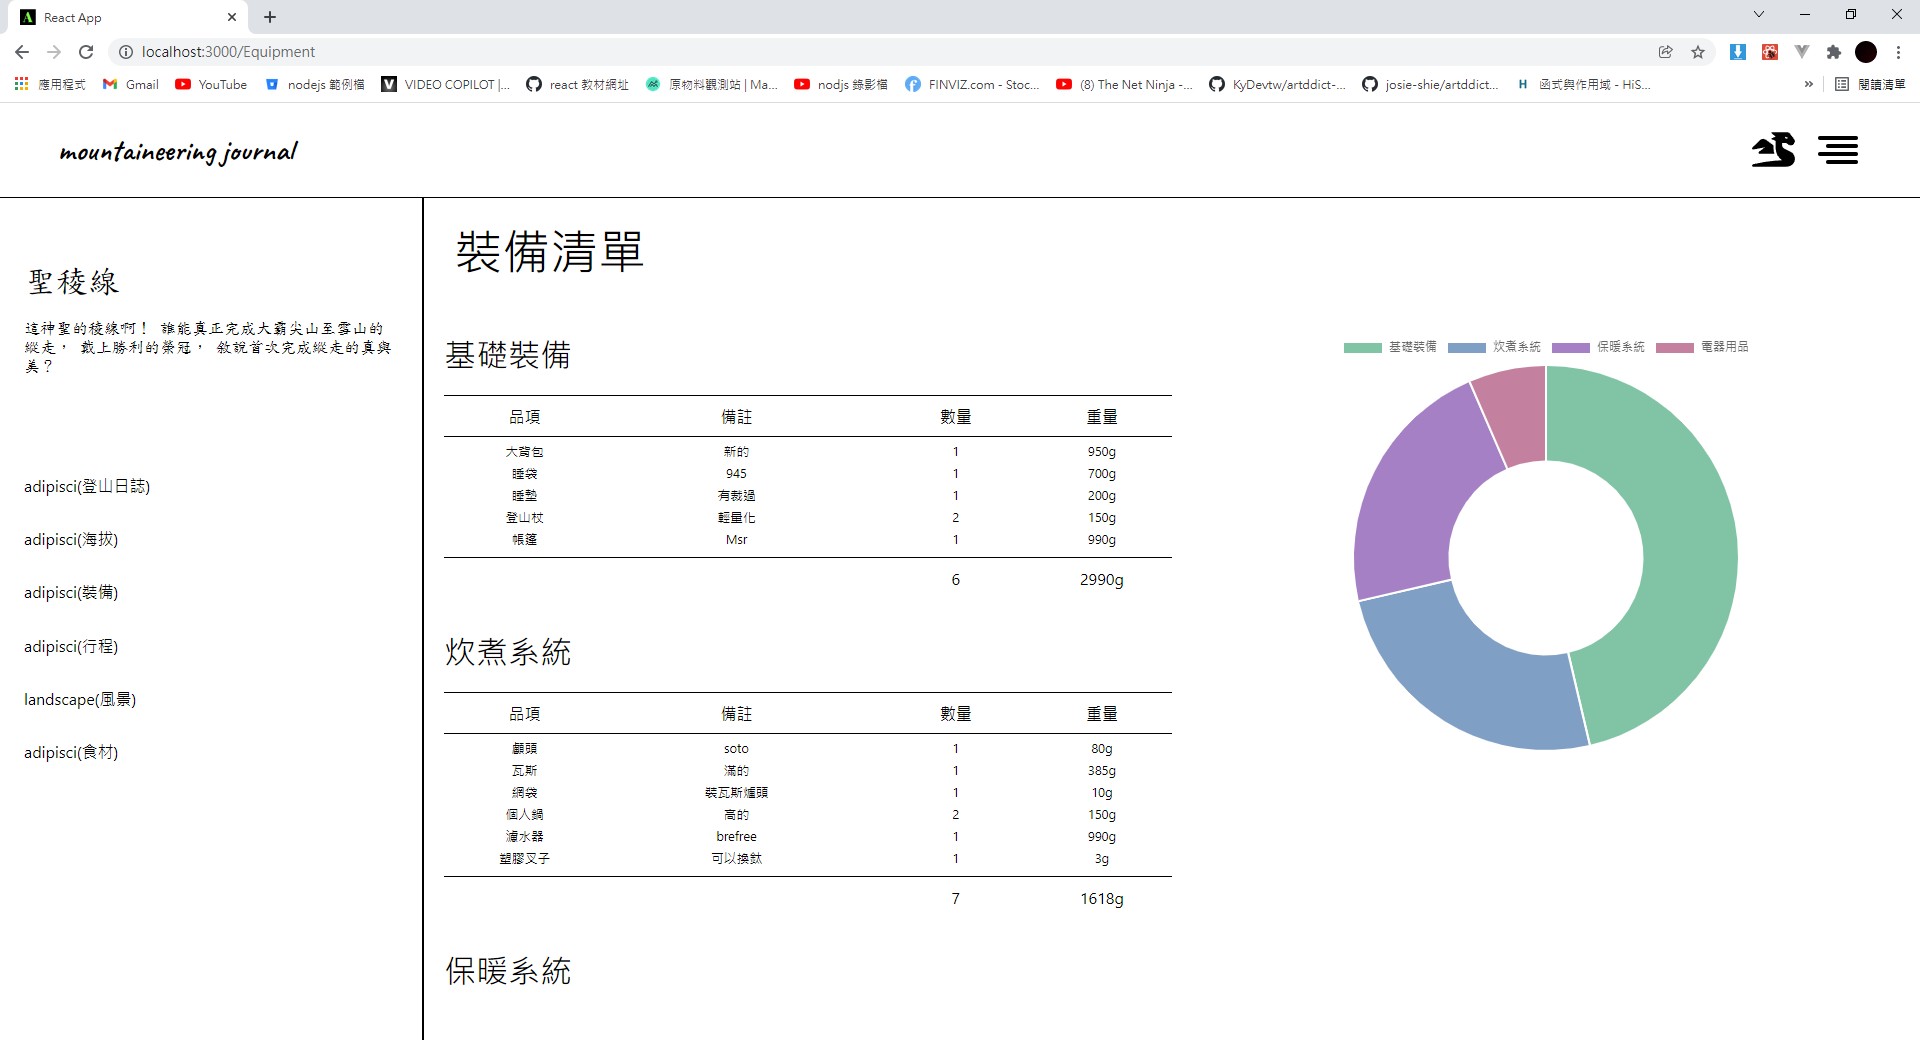 React App
localhost:3000/Equipment
應用程式
Gmail
YouTube
nodejs 範例檔
VIDEO COPILOT |...
react 教材網址
原物料觀測站 | Ma...
nodjs 錄影檔
FINVIZ.com - Stoc...
(8) The Net Ninja -...
KyDevtw/artddict-...
josie-shie/artddict...
函式與作用域 - HiS...
»
閱讀清單
mountaineering journal
聖稜線
這神聖的稜線啊！ 誰能真正完成大霸尖山至雪山的
縱走， 戴上勝利的榮冠， 敘說首次完成縱走的真與
美？
adipisci(登山日誌)
adipisci(海拔)
adipisci(裝備)
adipisci(行程)
landscape(風景)
adipisci(食材)
裝備清單
基礎裝備
品項 備註 數量 重量
大背包 新的 1 950g
睡袋 945 1 700g
睡墊 有裁過 1 200g
登山杖 輕量化 2 150g
帳篷 Msr 1 990g
6 2990g
炊煮系統
品項 備註 數量 重量
顱頭 soto 1 80g
瓦斯 滿的 1 385g
網袋 裝瓦斯爐頭 1 10g
個人鍋 高的 2 150g
濾水器 brefree 1 990g
塑膠叉子 可以換鈦 1 3g
7 1618g
保暖系統
基礎裝備 炊煮系統 保暖系統 電器用品